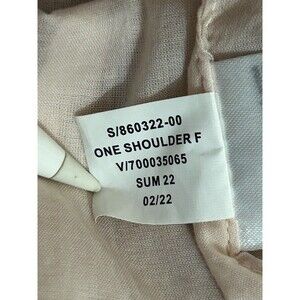 S/860322-00
ONE SHOULDER F
V/700035065
SUM 22
02/22